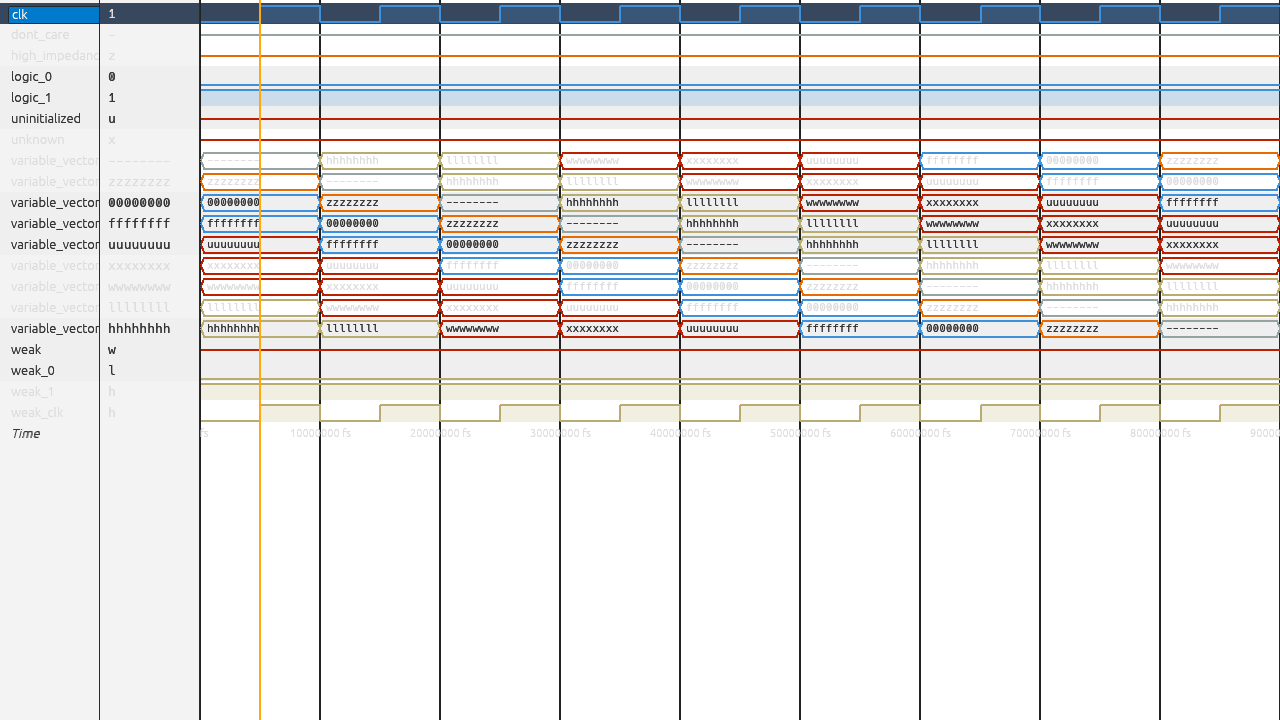 clk 1
dont_care -
high_impedanc z
logic_0 0
logic_1 1
uninitialized u
unknown x
variable_vector -------- -------- hhhhhhhh llllllll wwwwwwww xxxxxxxx uuuuuuuu ffffffff 00000000 zzzzzzzz
variable_vector zzzzzzzz zzzzzzzz -------- hhhhhhhh llllllll wwwwwwww xxxxxxxx uuuuuuuu ffffffff 00000000
variable_vector 00000000 00000000 zzzzzzzz -------- hhhhhhhh llllllll wwwwwwww xxxxxxxx uuuuuuuu ffffffff
variable_vector ffffffff ffffffff 00000000 zzzzzzzz -------- hhhhhhhh llllllll wwwwwwww xxxxxxxx uuuuuuuu
variable_vector uuuuuuuu uuuuuuuu ffffffff 00000000 zzzzzzzz -------- hhhhhhhh llllllll wwwwwwww xxxxxxxx
variable_vector xxxxxxxx xxxxxxxx uuuuuuuu ffffffff 00000000 zzzzzzzz -------- hhhhhhhh llllllll wwwwwwww
variable_vector wwwwwwww wwwwwwww xxxxxxxx uuuuuuuu ffffffff 00000000 zzzzzzzz -------- hhhhhhhh llllllll
variable_vector llllllll llllllll wwwwwwww xxxxxxxx uuuuuuuu ffffffff 00000000 zzzzzzzz -------- hhhhhhhh
variable_vector hhhhhhhh hhhhhhhh llllllll wwwwwwww xxxxxxxx uuuuuuuu ffffffff 00000000 zzzzzzzz --------
weak w
weak_0 l
weak_1 h
weak_clk h
Time fs 10000000 fs 20000000 fs 30000000 fs 40000000 fs 50000000 fs 60000000 fs 70000000 fs 80000000 fs 90000